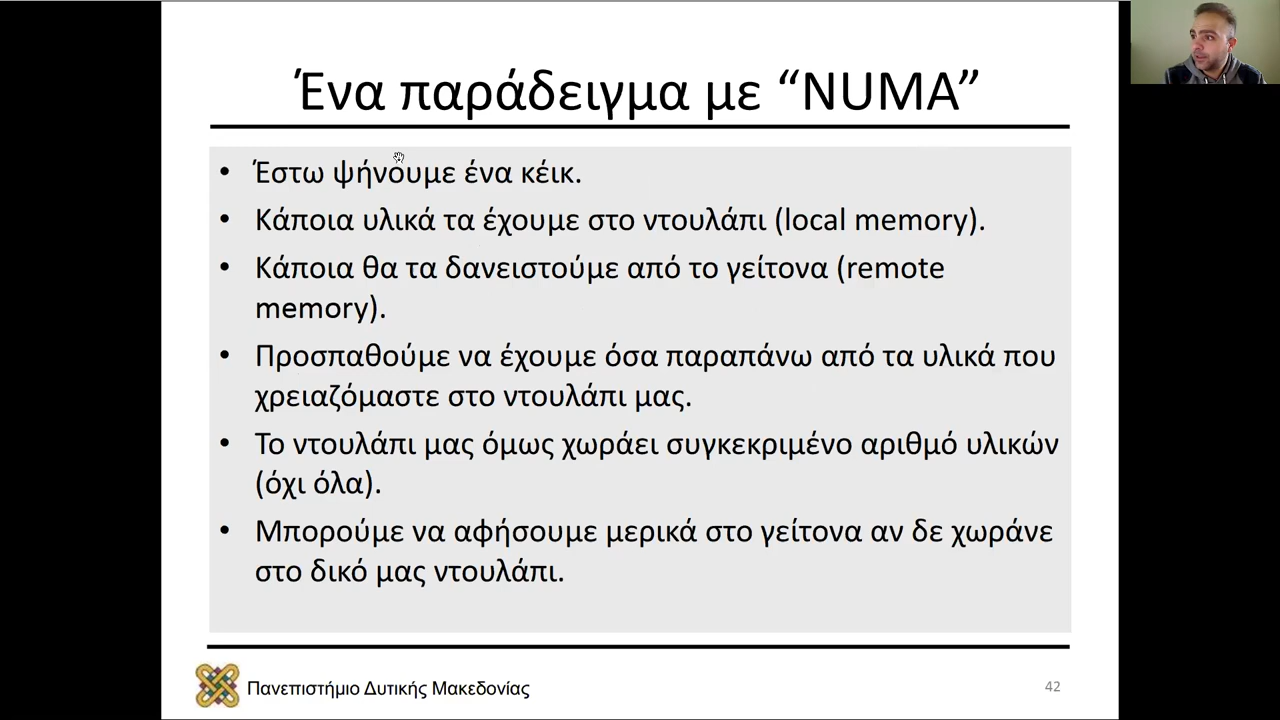 Ένα παράδειγμα με “NUMA”
• Έστω ψήνουμε ένα κέικ.
• Κάποια υλικά τα έχουμε στο ντουλάπι (local memory).
• Κάποια θα τα δανειστούμε από το γείτονα (remote
memory).
• Προσπαθούμε να έχουμε όσα παραπάνω από τα υλικά που
χρειαζόμαστε στο ντουλάπι μας.
• Το ντουλάπι μας όμως χωράει συγκεκριμένο αριθμό υλικών
(όχι όλα).
• Μπορούμε να αφήσουμε μερικά στο γείτονα αν δε χωράνε
στο δικό μας ντουλάπι.
Πανεπιστήμιο Δυτικής Μακεδονίας
42